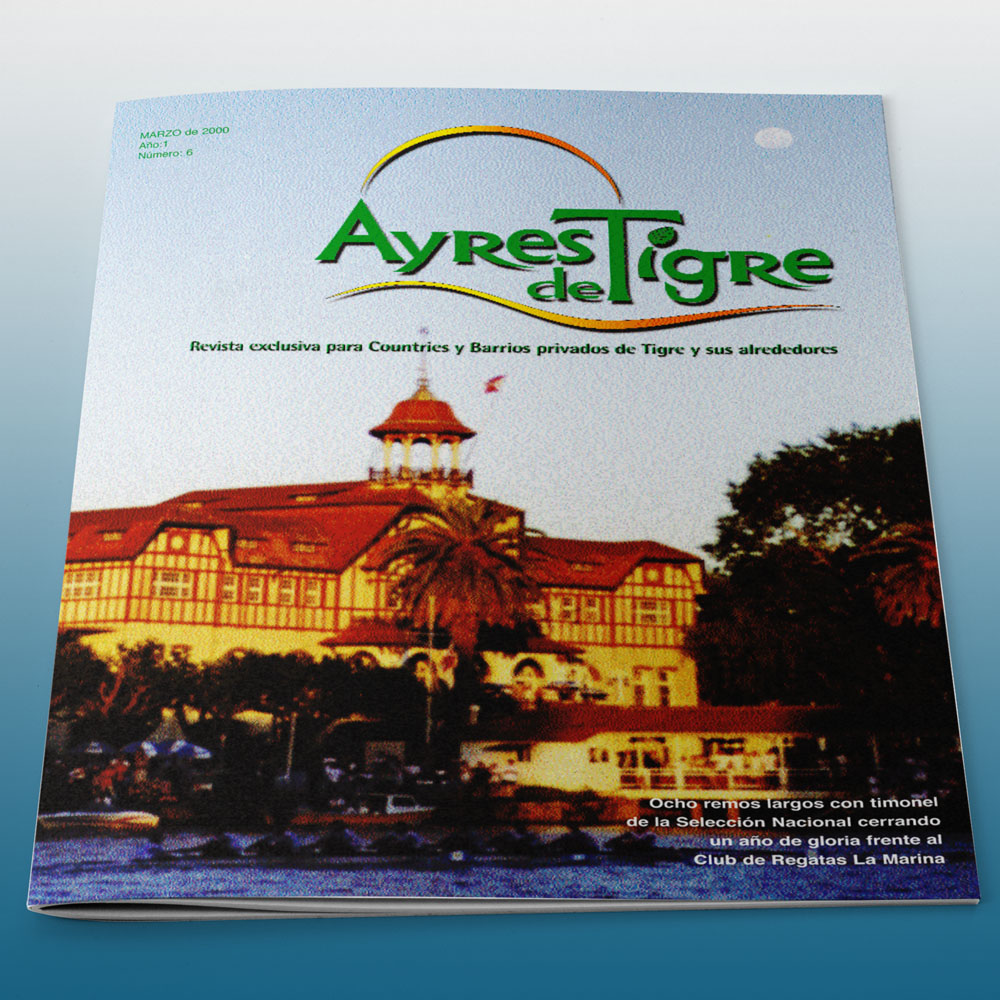 MARZO de 2000
Año:1
Número: 6
Ayres de Tigre
Revista exclusiva para Countries y Barrios privados de Tigre y sus alrededores
Ocho remos largos con timonel
de la Selección Nacional cerrando
un año de gloria frente al
Club de Regatas La Marina